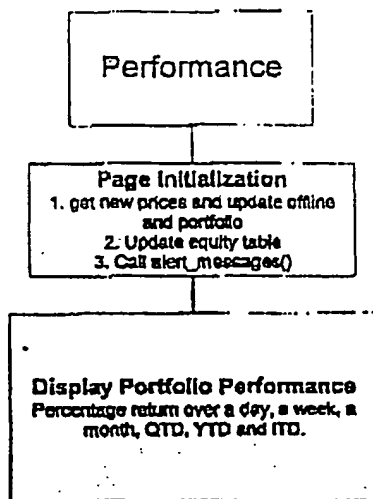 Performance
Page Initialization
1. get new prices and update offline
and portfolio
2. Update equity table
3. Call alert_messages()
Display Portfolio Performance
Percentage return over a day, a week, a
month, QTD, YTD and ITD.